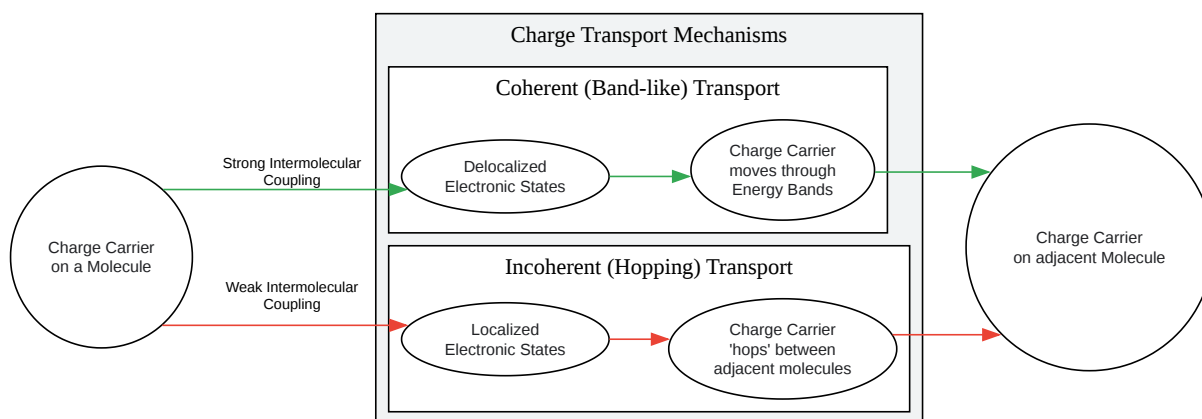 Charge Transport Mechanisms
Coherent (Band-like) Transport
Strong Intermolecular
Coupling
Delocalized
Electronic States
Charge Carrier
moves through
Energy Bands
Charge Carrier
on a Molecule
Charge Carrier
on adjacent Molecule
Incoherent (Hopping) Transport
Weak Intermolecular
Coupling
Localized
Electronic States
Charge Carrier
'hops' between
adjacent molecules